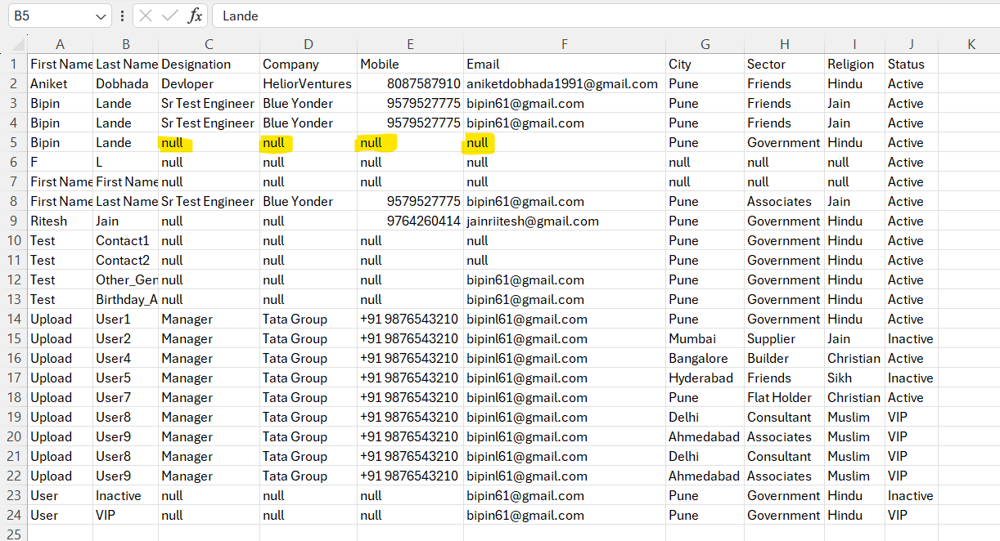 B5 fx Lande
A B C D E F G H I J K
1 First Name Last Name Designation Company Mobile Email City Sector Religion Status
2 Aniket Dobhada Devloper HeliorVentures 8087587910 aniketdobhada1991@gmail.com Pune Friends Hindu Active
3 Bipin Lande Sr Test Engineer Blue Yonder 9579527775 bipin61@gmail.com Pune Friends Jain Active
4 Bipin Lande Sr Test Engineer Blue Yonder 9579527775 bipin61@gmail.com Pune Friends Jain Active
5 Bipin Lande null null null null Pune Government Hindu Active
6 F L null null null null null null null Active
7 First Name First Name null null null null null null null Active
8 First Name Last Name Sr Test Engineer Blue Yonder 9579527775 bipin61@gmail.com Pune Associates Jain Active
9 Ritesh Jain null null 9764260414 jainriitesh@gmail.com Pune Government Hindu Active
10 Test Contact1 null null null null Pune Government Hindu Active
11 Test Contact2 null null null null Pune Government Hindu Active
12 Test Other_Gen null null null bipin61@gmail.com Pune Government Hindu Active
13 Test Birthday_A null null null bipin61@gmail.com Pune Government Hindu Active
14 Upload User1 Manager Tata Group +91 9876543210 bipinl61@gmail.com Pune Government Hindu Active
15 Upload User2 Manager Tata Group +91 9876543210 bipinl61@gmail.com Mumbai Supplier Jain Inactive
16 Upload User4 Manager Tata Group +91 9876543210 bipinl61@gmail.com Bangalore Builder Christian Active
17 Upload User5 Manager Tata Group +91 9876543210 bipinl61@gmail.com Hyderabad Friends Sikh Inactive
18 Upload User7 Manager Tata Group +91 9876543210 bipinl61@gmail.com Pune Flat Holder Christian Active
19 Upload User8 Manager Tata Group +91 9876543210 bipinl61@gmail.com Delhi Consultant Muslim VIP
20 Upload User9 Manager Tata Group +91 9876543210 bipinl61@gmail.com Ahmedabad Associates Muslim VIP
21 Upload User8 Manager Tata Group +91 9876543210 bipinl61@gmail.com Delhi Consultant Muslim VIP
22 Upload User9 Manager Tata Group +91 9876543210 bipinl61@gmail.com Ahmedabad Associates Muslim VIP
23 User Inactive null null null bipin61@gmail.com Pune Government Hindu Inactive
24 User VIP null null null bipin61@gmail.com Pune Government Hindu VIP
25